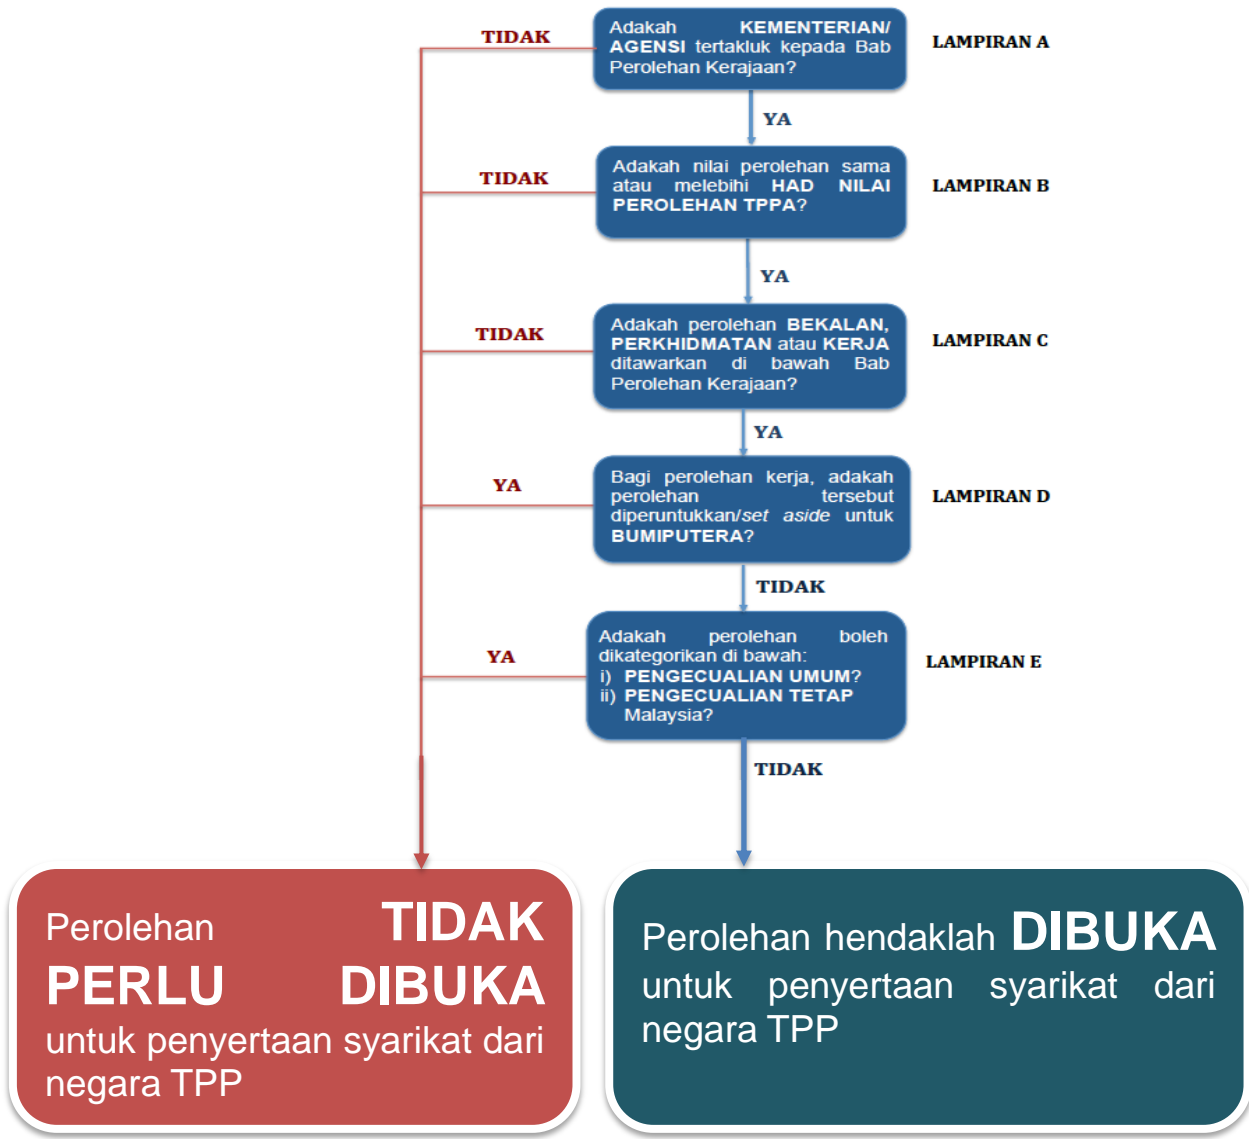 TIDAK
Adakah KEMENTERIAN/
AGENSI tertakluk kepada Bab
Perolehan Kerajaan?
LAMPIRAN A
YA
TIDAK
Adakah nilai perolehan sama
atau melebihi HAD NILAI
PEROLEHAN TPPA?
LAMPIRAN B
YA
TIDAK
Adakah perolehan BEKALAN,
PERKHIDMATAN atau KERJA
ditawarkan di bawah Bab
Perolehan Kerajaan?
LAMPIRAN C
YA
YA
Bagi perolehan kerja, adakah
perolehan tersebut
diperuntukkan/set aside untuk
BUMIPUTERA?
LAMPIRAN D
TIDAK
YA
Adakah perolehan boleh
dikategorikan di bawah:
i) PENGECUALIAN UMUM?
ii) PENGECUALIAN TETAP
Malaysia?
LAMPIRAN E
TIDAK
Perolehan TIDAK
PERLU DIBUKA
untuk penyertaan syarikat dari
negara TPP
Perolehan hendaklah DIBUKA
untuk penyertaan syarikat dari
negara TPP